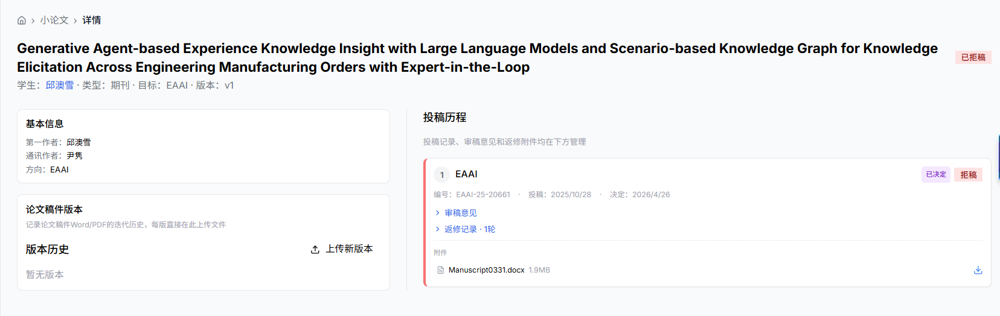 小论文 > 详情
Generative Agent-based Experience Knowledge Insight with Large Language Models and Scenario-based Knowledge Graph for Knowledge
Elicitation Across Engineering Manufacturing Orders with Expert-in-the-Loop
已拒稿
学生：邱澳雪 · 类型：期刊 · 目标：EAAI · 版本：v1
基本信息
第一作者：邱澳雪
通讯作者：尹隽
方向：EAAI
论文稿件版本
记录论文稿件Word/PDF的迭代历史，每版直接在此上传文件
版本历史
上传新版本
暂无版本
投稿历程
投稿记录、审稿意见和返修附件均在下方管理
1 EAAI
已决定 拒稿
编号：EAAI-25-20661 · 投稿：2025/10/28 · 决定：2026/4/26
> 审稿意见
> 返修记录 · 1轮
附件
Manuscript0331.docx 1.9MB